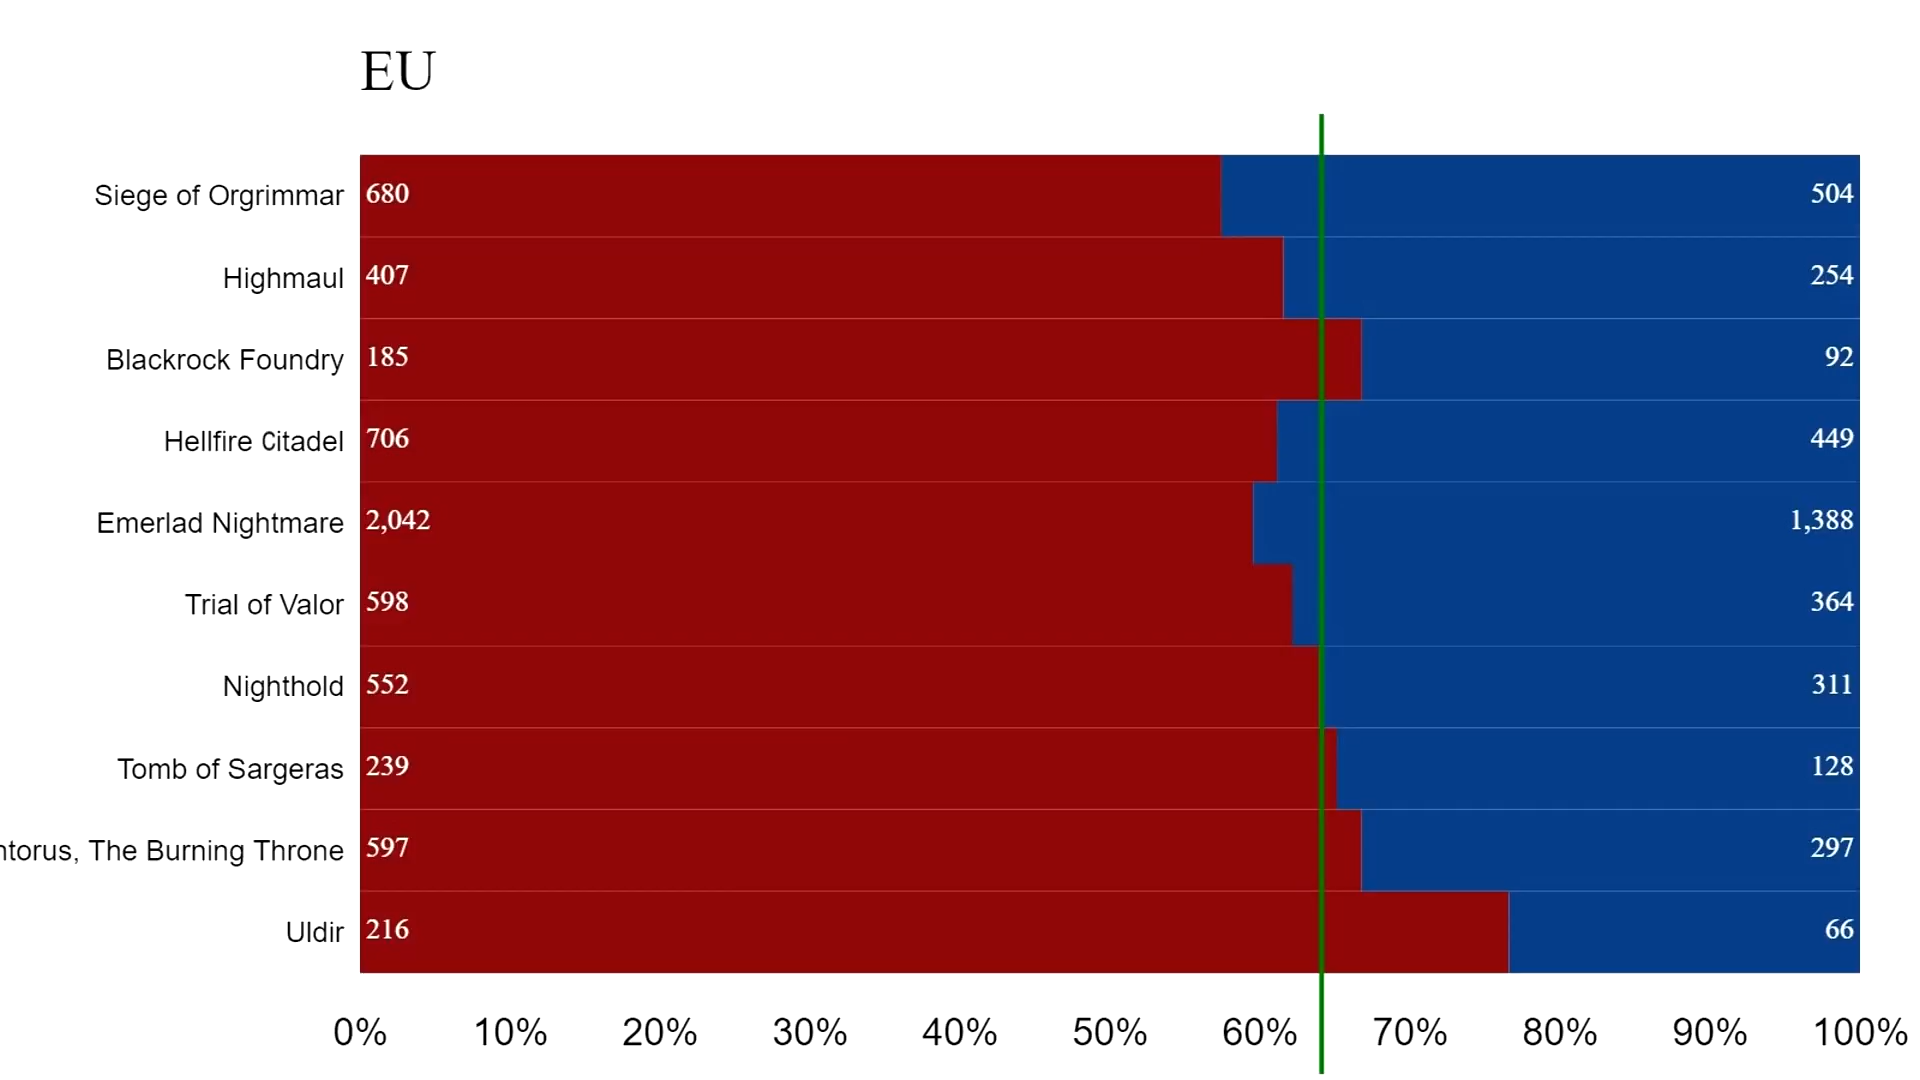 EU
Siege of Orgrimmar 680 504
Highmaul 407 254
Blackrock Foundry 185 92
Hellfire Citadel 706 449
Emerlad Nightmare 2,042 1,388
Trial of Valor 598 364
Nighthold 552 311
Tomb of Sargeras 239 128
ntorus, The Burning Throne 597 297
Uldir 216 66
0% 10% 20% 30% 40% 50% 60% 70% 80% 90% 100%